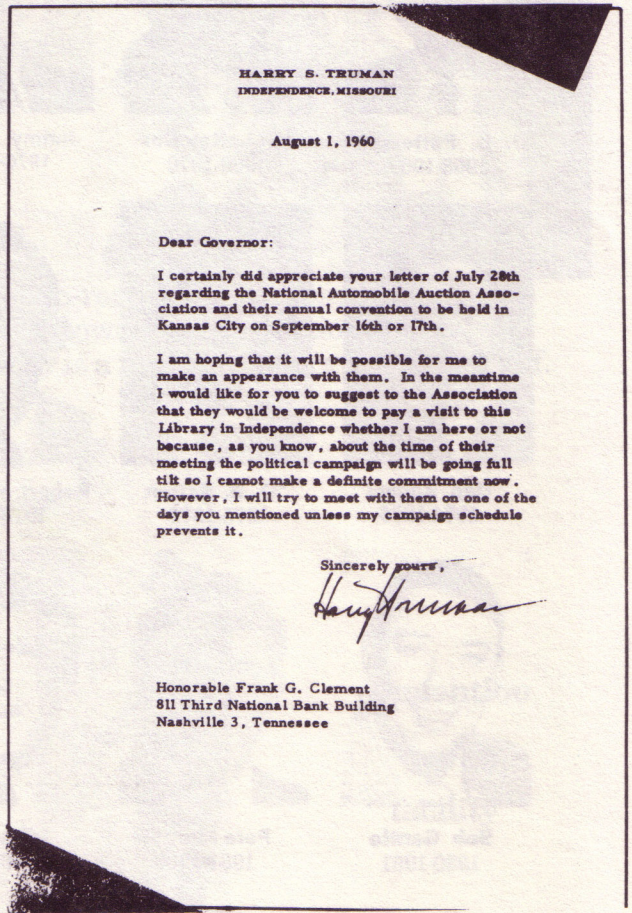 HARRY S. TRUMAN
INDEPENDENCE, MISSOURI
August 1, 1960
Dear Governor:
I certainly did appreciate your letter of July 28th
regarding the National Automobile Auction Asso-
ciation and their annual convention to be held in
Kansas City on September 16th or 17th.
I am hoping that it will be possible for me to
make an appearance with them. In the meantime
I would like for you to suggest to the Association
that they would be welcome to pay a visit to this
Library in Independence whether I am here or not
because, as you know, about the time of their
meeting the political campaign will be going full
tilt so I cannot make a definite commitment now.
However, I will try to meet with them on one of the
days you mentioned unless my campaign schedule
prevents it.
Sincerely yours,
Harry Truman
Honorable Frank G. Clement
811 Third National Bank Building
Nashville 3, Tennessee